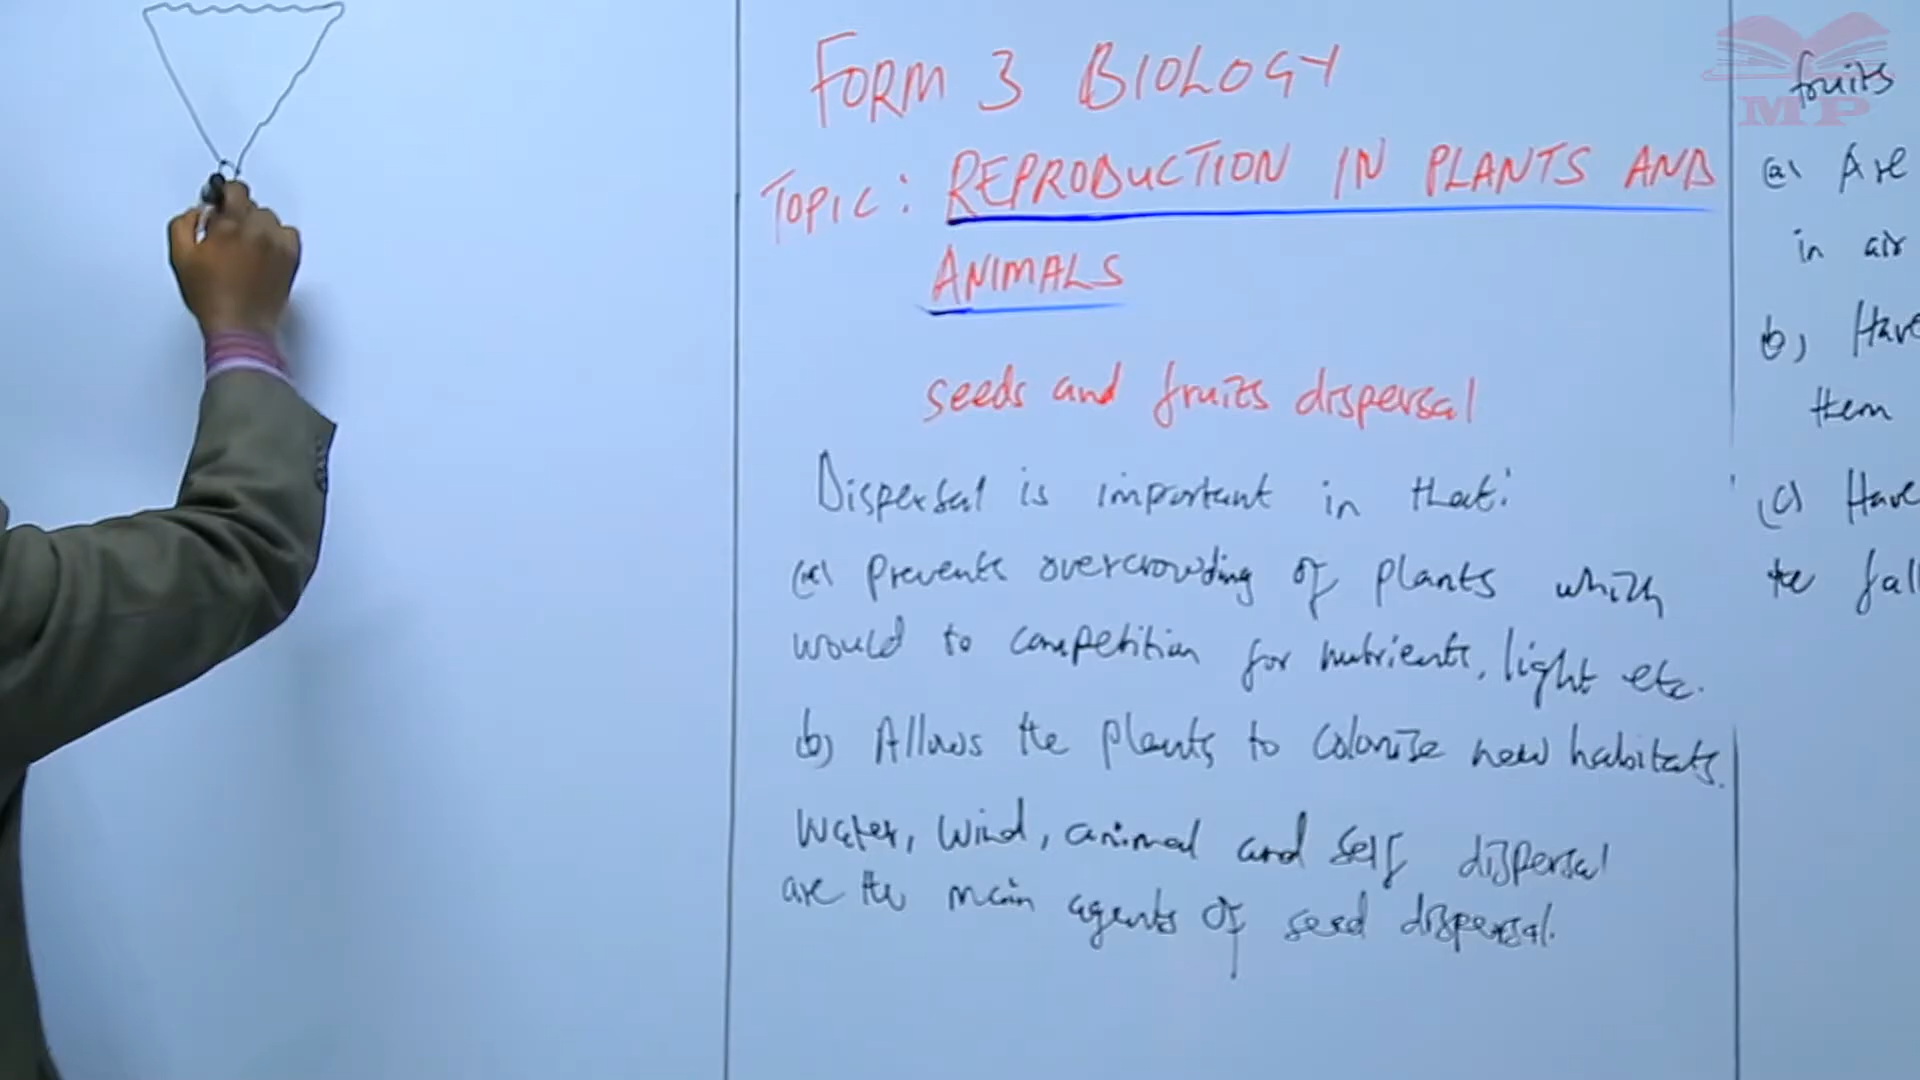 FORM 3 BIOLOGY
TOPIC: REPRODUCTION IN PLANTS AND
ANIMALS
seeds and fruits dispersal
Dispersal is important in that:
(a) prevents overcrowding of plants which
would to competition for nutrients, light etc.
b) Allows the plants to colonize new habitats.
Water, Wind, animal and self dispersal
are the main agents of seed dispersal.
fruits
(a) Are
in air
b) Have
them
(c) Have
the fall
MP